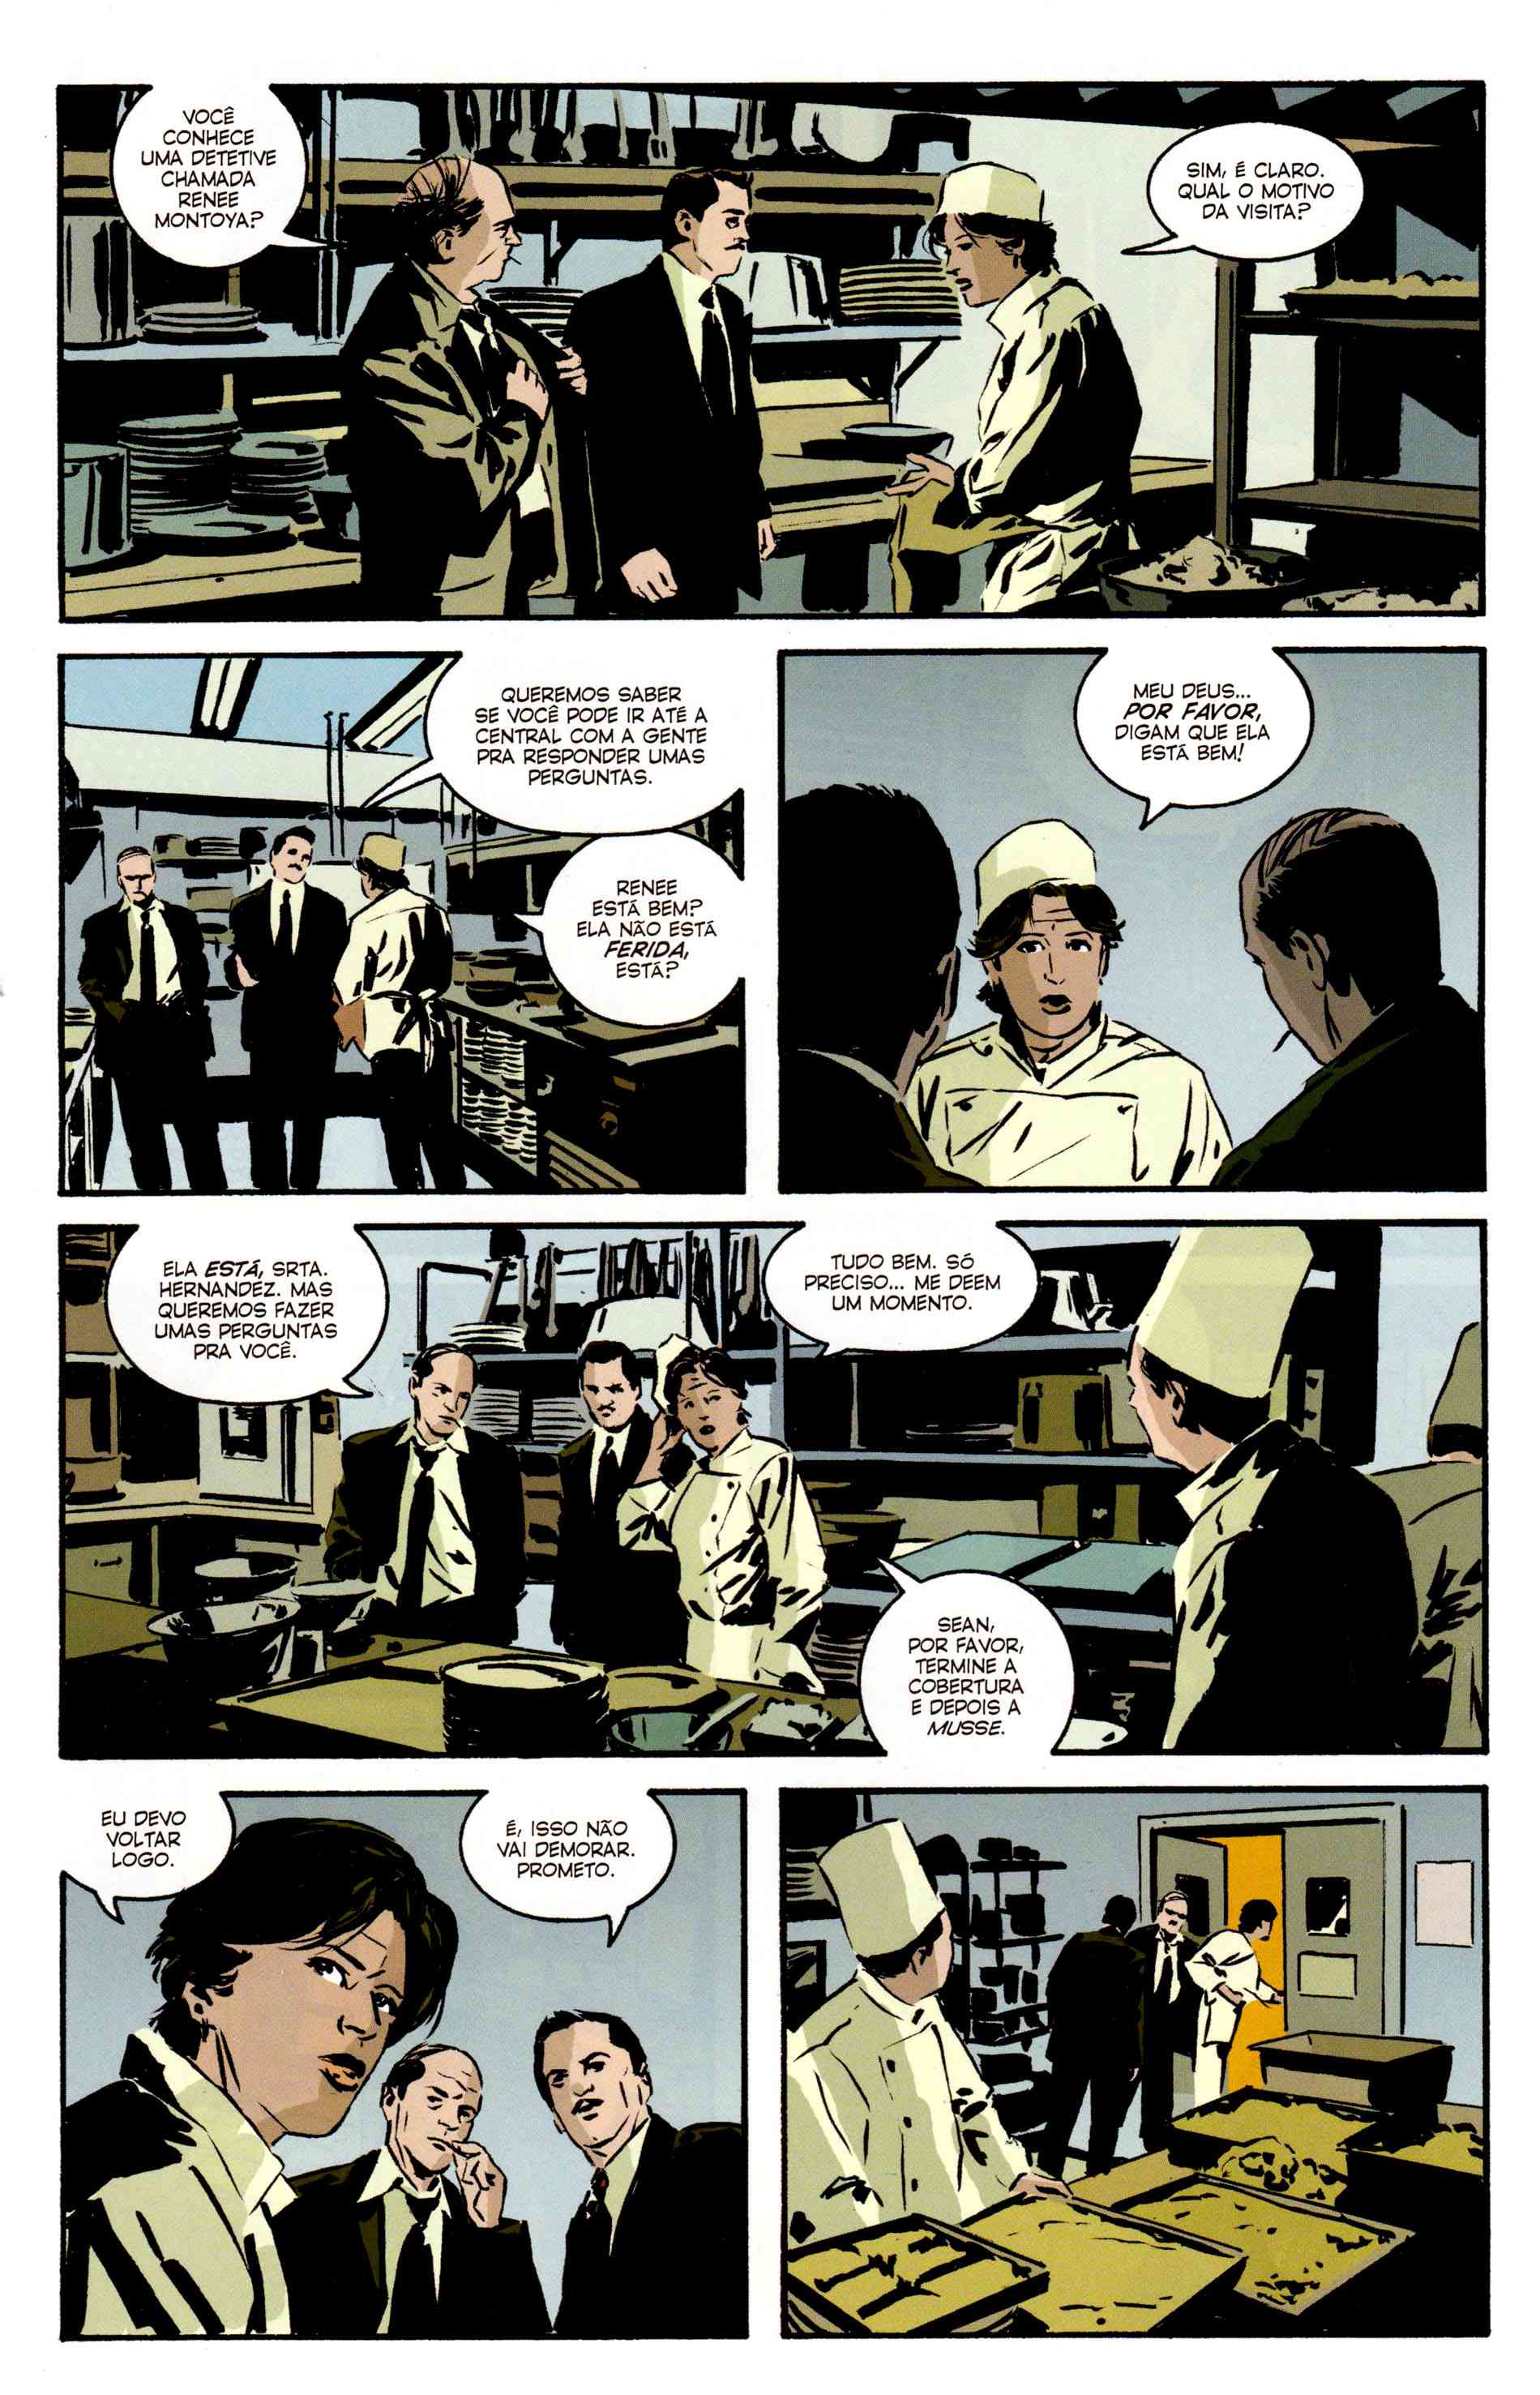 VOCÊ
CONHECE
UMA DETETIVE
CHAMADA
RENEE
MONTOYA?
SIM, É CLARO.
QUAL O MOTIVO
DA VISITA?
QUEREMOS SABER
SE VOCÊ PODE IR ATÉ A
CENTRAL COM A GENTE
PRA RESPONDER UMAS
PERGUNTAS.
RENEE
ESTÁ BEM?
ELA NÃO ESTÁ
FERIDA,
ESTÁ?
MEU DEUS...
POR FAVOR,
DIGAM QUE ELA
ESTÁ BEM!
ELA ESTÁ, SRTA.
HERNANDEZ. MAS
QUEREMOS FAZER
UMAS PERGUNTAS
PRA VOCÊ.
TUDO BEM. SÓ
PRECISO... ME DEEM
UM MOMENTO.
SEAN,
POR FAVOR,
TERMINE A
COBERTURA
E DEPOIS A
MUSSE.
EU DEVO
VOLTAR
LOGO.
É, ISSO NÃO
VAI DEMORAR.
PROMETO.